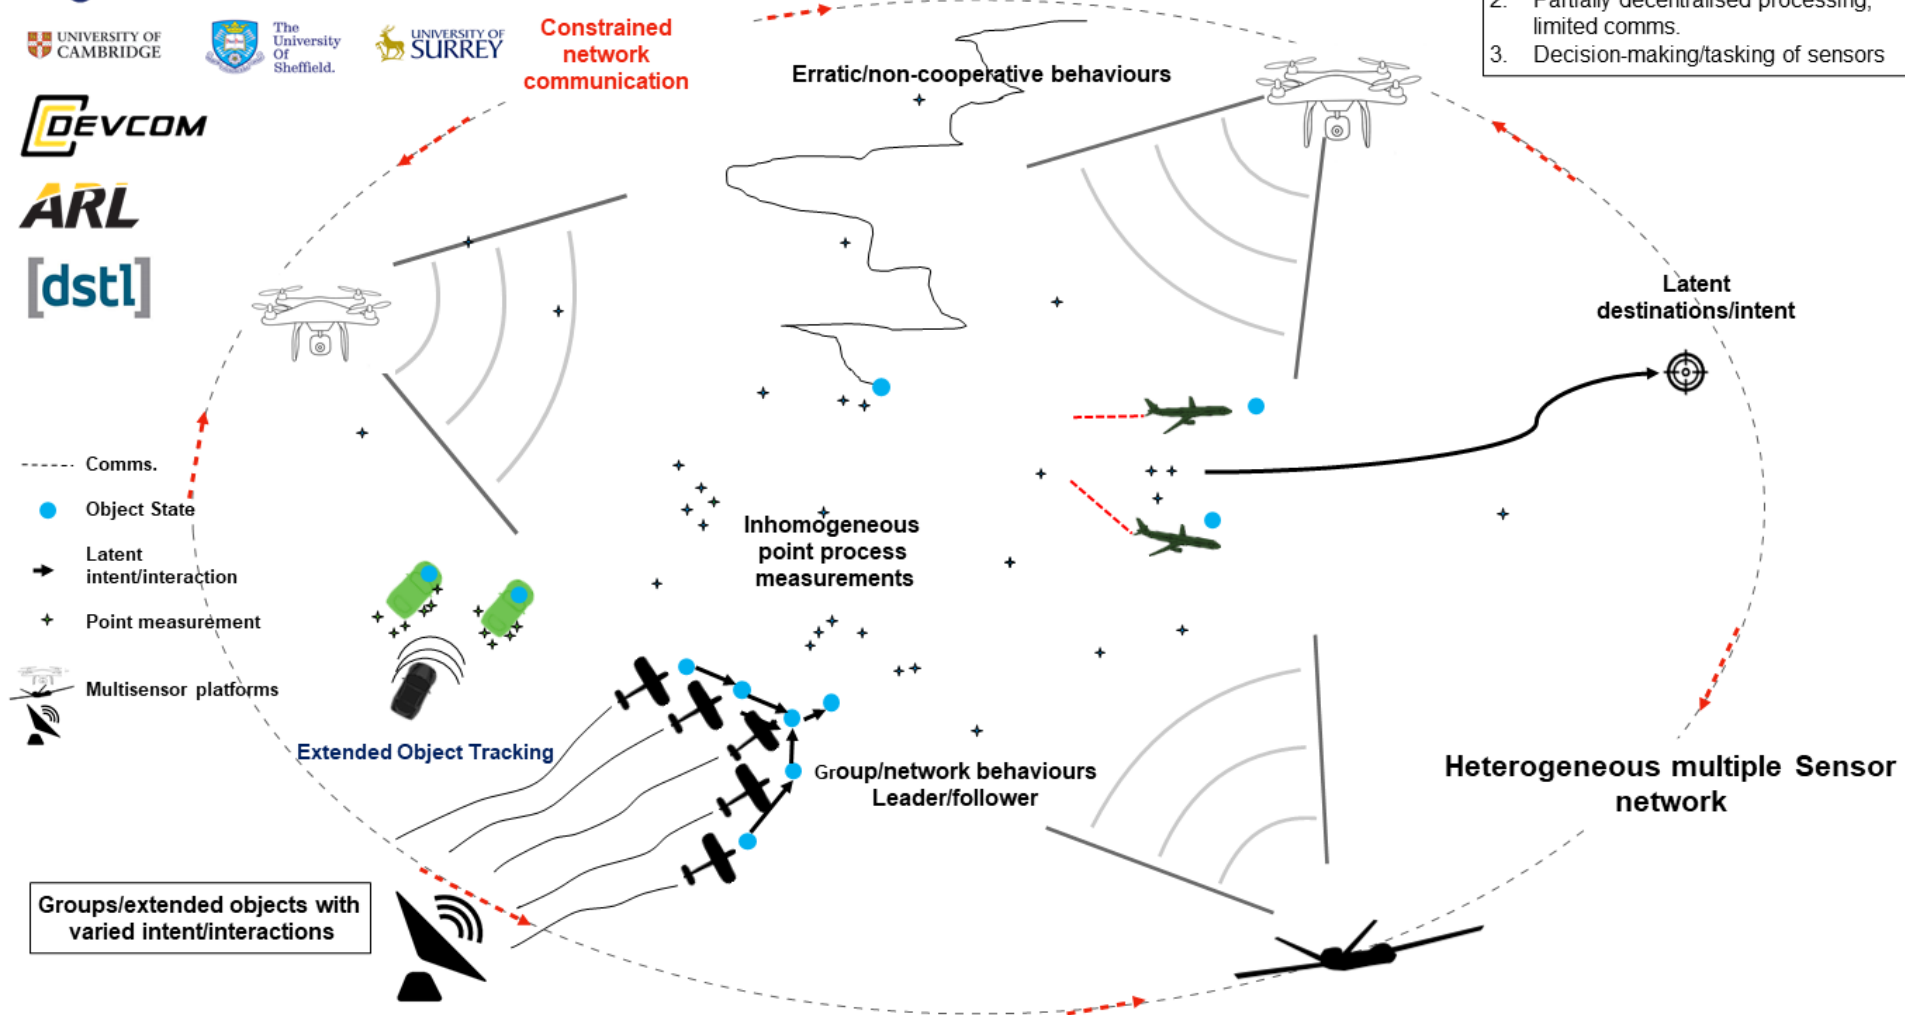 2. Partially decentralised processing,
limited comms.
3. Decision-making/tasking of sensors
UNIVERSITY OF
CAMBRIDGE
The
University
Of
Sheffield.
UNIVERSITY OF
SURREY
Constrained
network
communication
Erratic/non-cooperative behaviours
DEVCOM
ARL
[dstl]
Latent
destinations/intent
Comms.
Object State
Latent
intent/interaction
Point measurement
Multisensor platforms
Inhomogeneous
point process
measurements
Extended Object Tracking
Group/network behaviours
Leader/follower
Heterogeneous multiple Sensor
network
Groups/extended objects with
varied intent/interactions